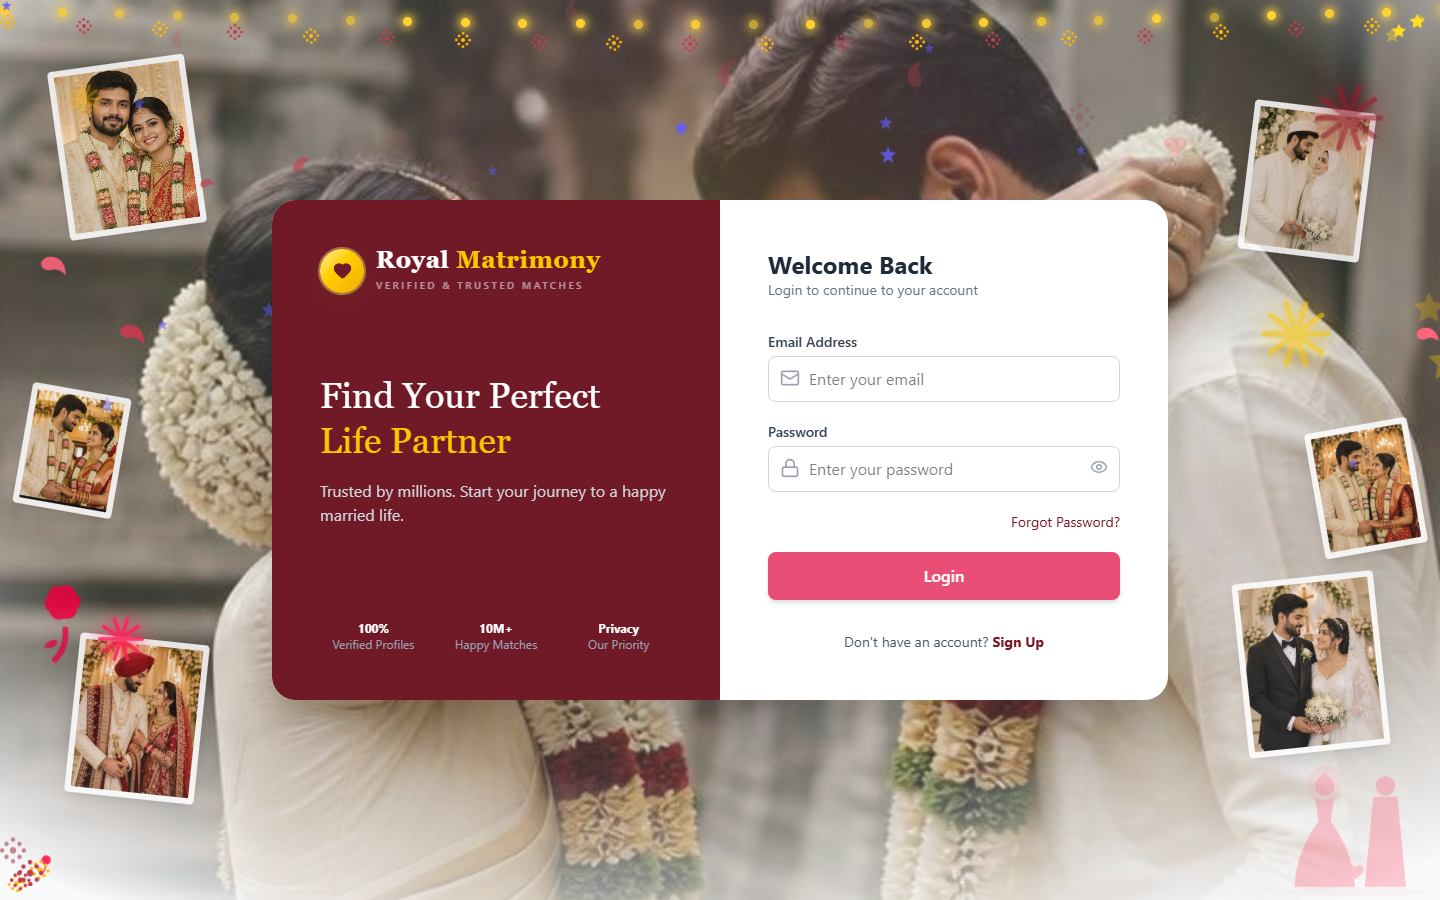 Royal Matrimony
VERIFIED & TRUSTED MATCHES
Find Your Perfect
Life Partner
Trusted by millions. Start your journey to a happy
married life.
100%
Verified Profiles
10M+
Happy Matches
Privacy
Our Priority
Welcome Back
Login to continue to your account
Email Address
Enter your email
Password
Enter your password
Forgot Password?
Login
Don't have an account? Sign Up